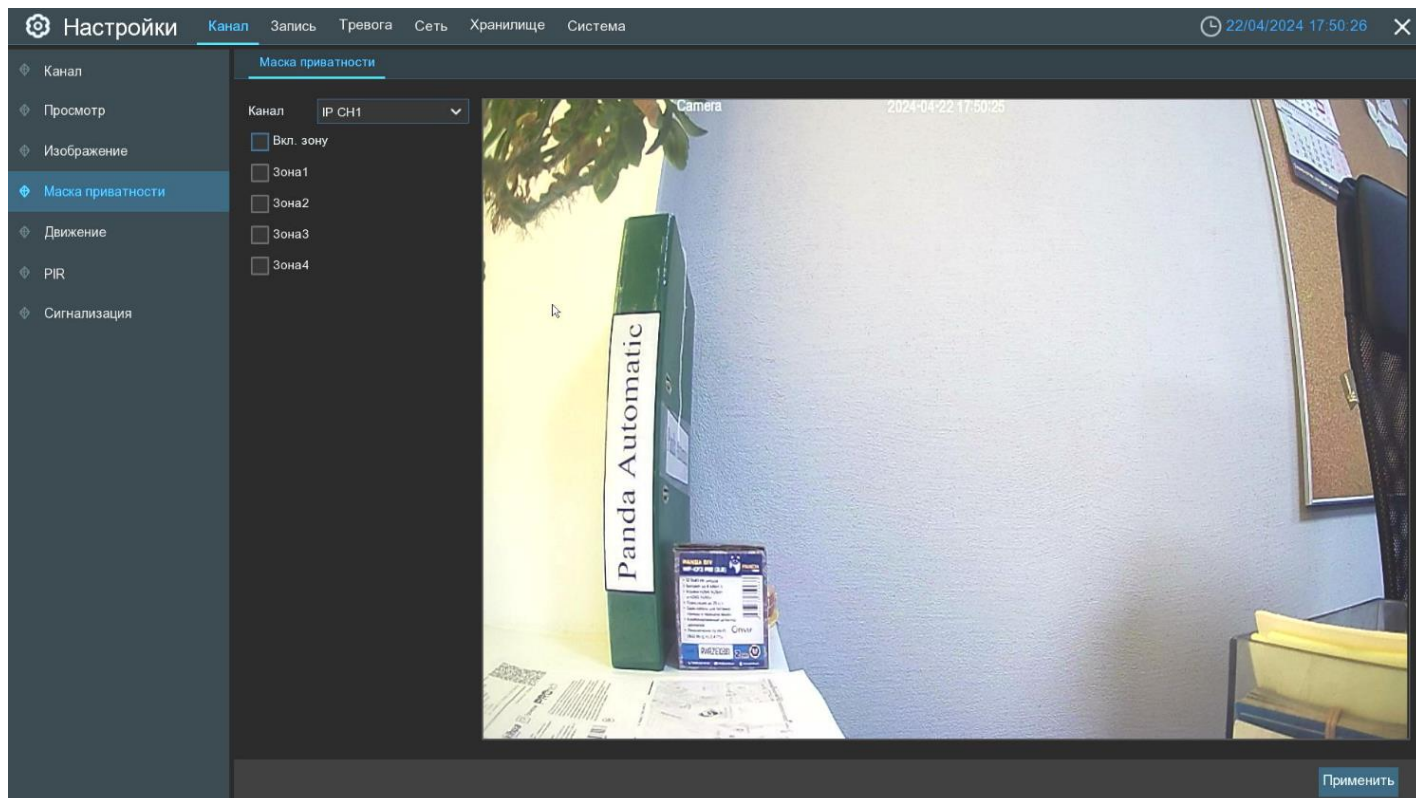 Настройки
Канал
Запись
Тревога
Сеть
Хранилище
Система
22/04/2024 17:50:26
Канал
Просмотр
Изображение
Маска приватности
Движение
PIR
Сигнализация
Маска приватности
Канал IP CH1
Вкл. зону
Зона1
Зона2
Зона3
Зона4
Camera
2024-04-22 17:50:25
Panda Automatic
Применить